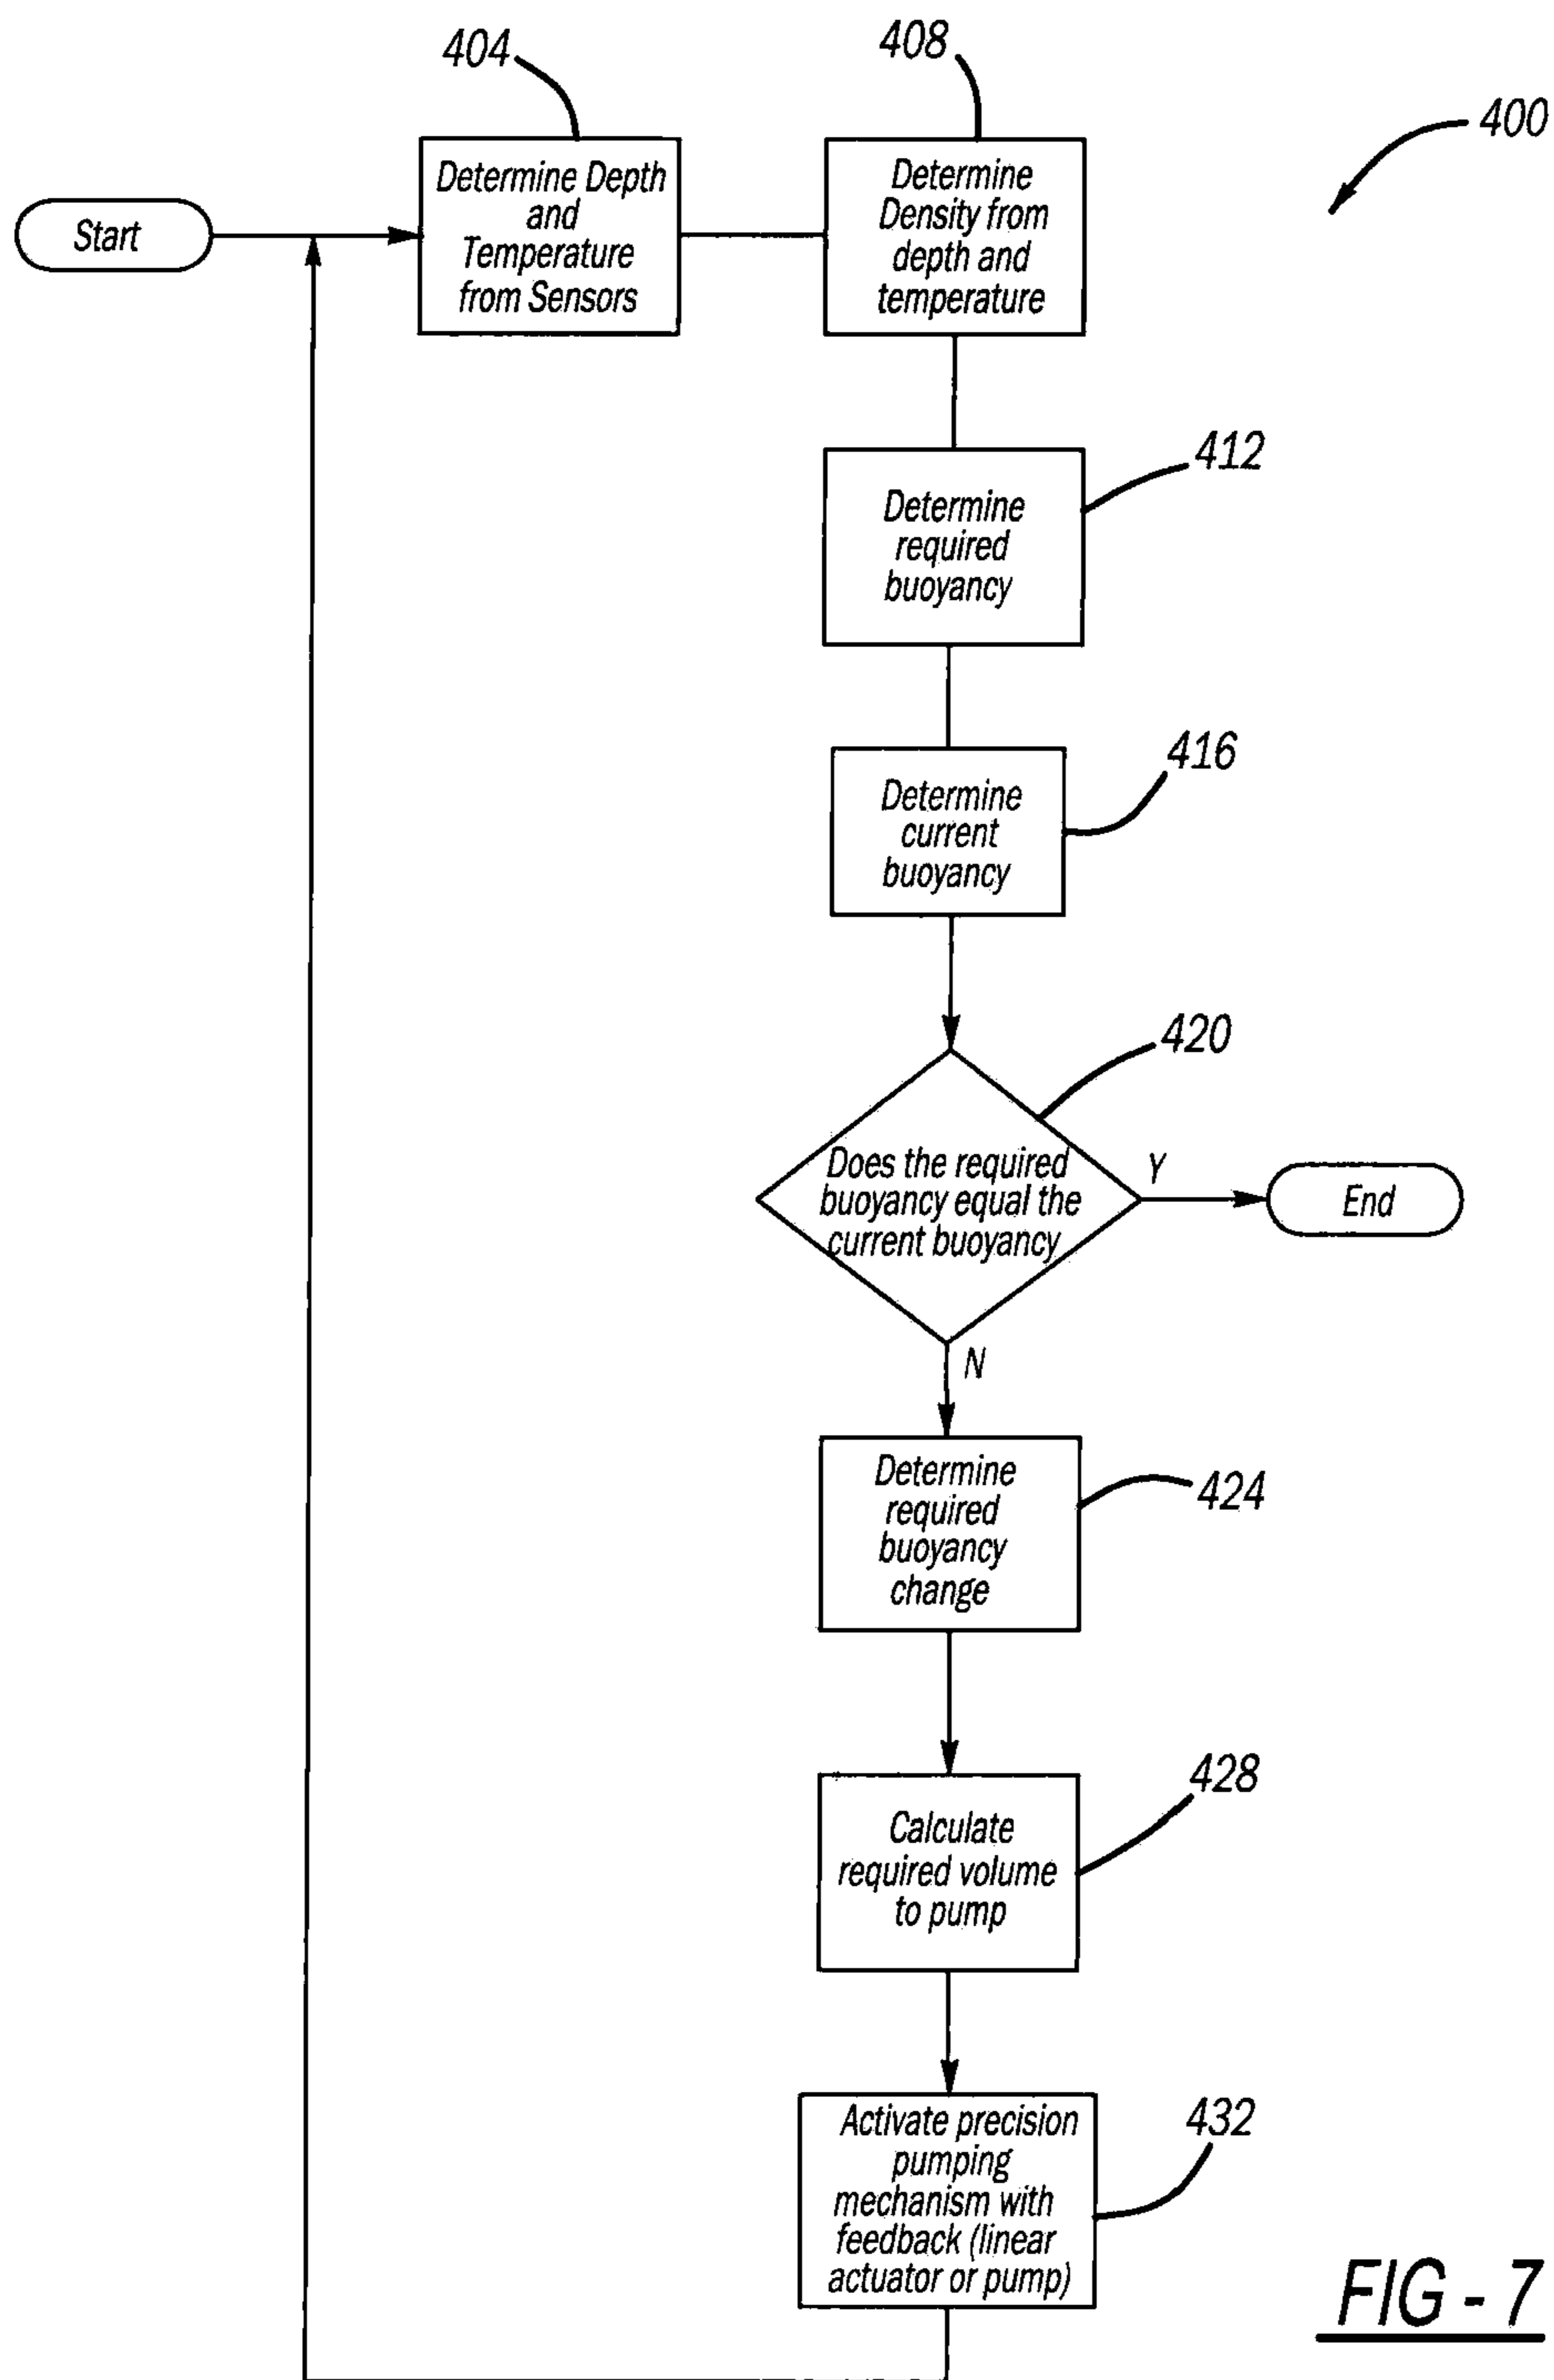 404
408
400
Start
Determine Depth
and
Temperature
from Sensors
Determine
Density from
depth and
temperature
412
Determine
required
buoyancy
416
Determine
current
buoyancy
420
Does the required
buoyancy equal the
current buoyancy
Y
End
N
Determine
required
buoyancy
change
424
428
Calculate
required volume
to pump
432
Activate precision
pumping
mechanism with
feedback (linear
actuator or pump)
FIG - 7